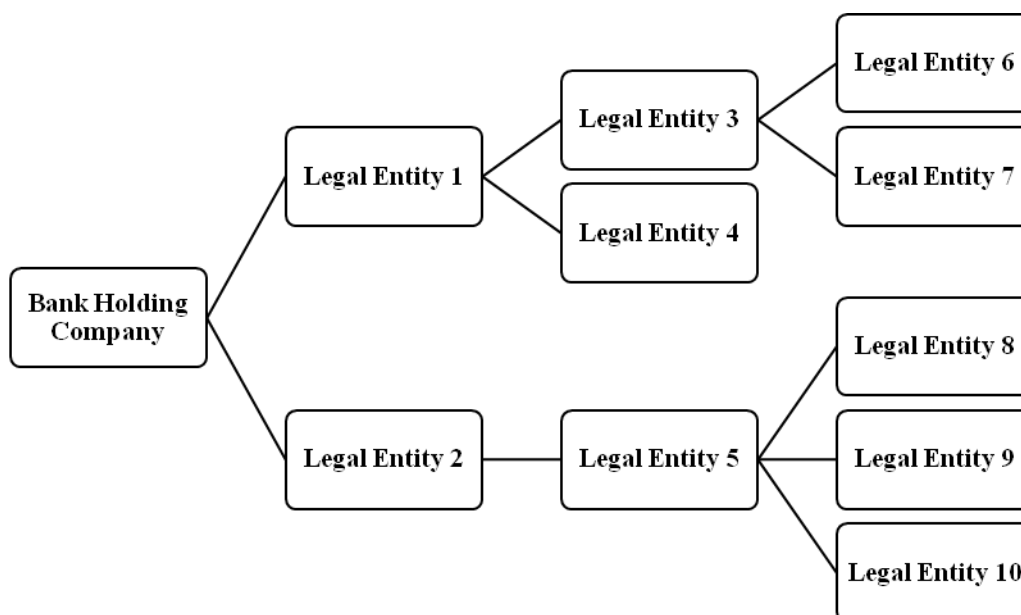 Legal Entity 6
Legal Entity 3
Legal Entity 1
Legal Entity 7
Legal Entity 4
Bank Holding
Company
Legal Entity 8
Legal Entity 2
Legal Entity 5
Legal Entity 9
Legal Entity 10